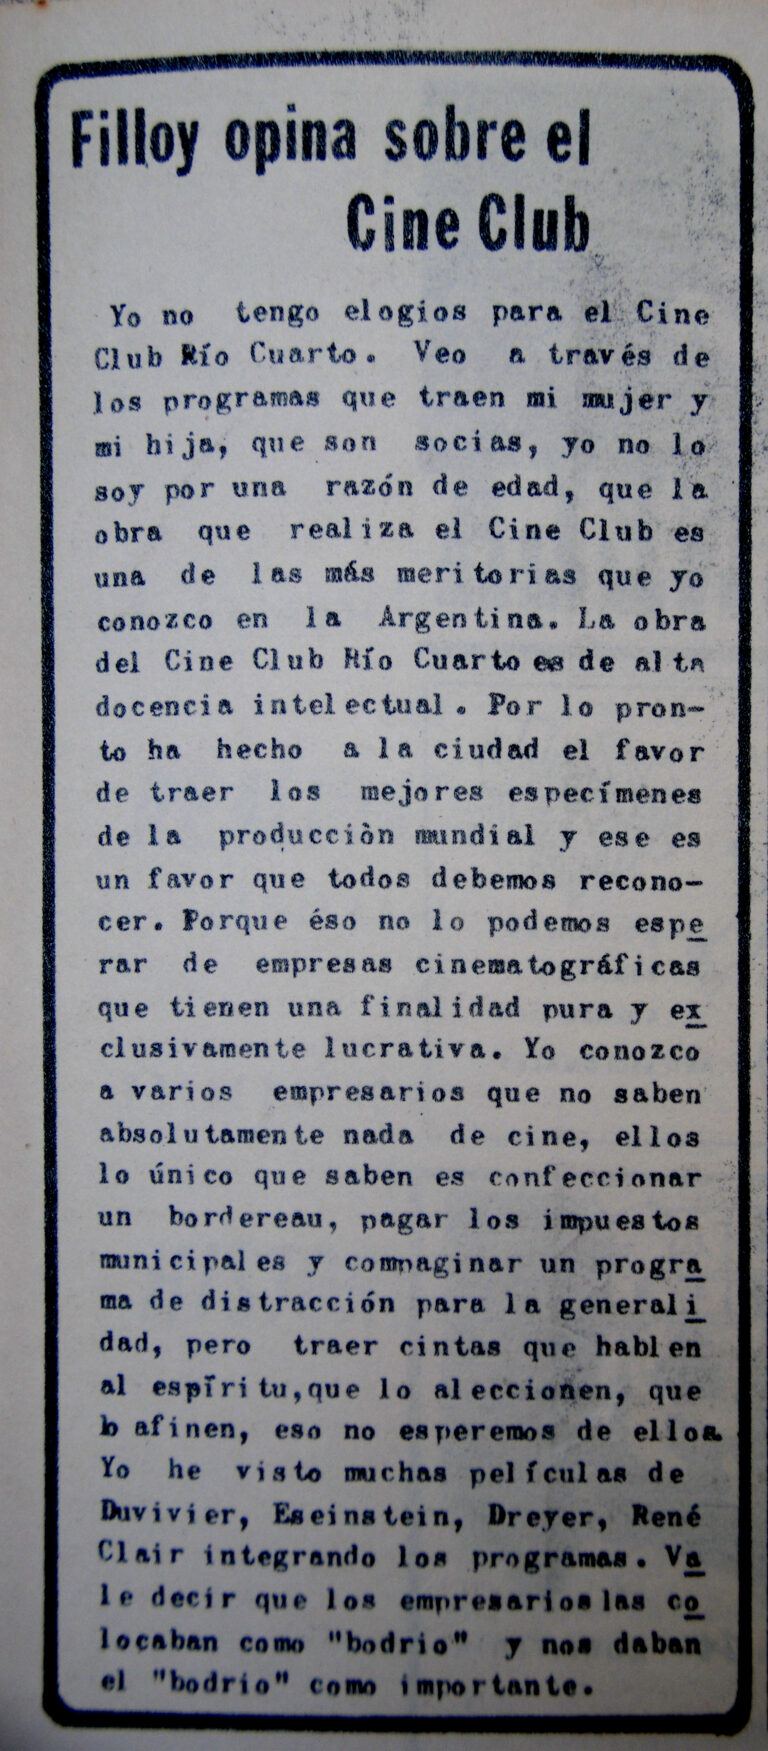 Filloy opina sobre el
Cine Club
Yo no tengo elogios para el Cine
Club Río Cuarto. Veo a través de
los programas que traen mi mujer y
mi hija, que son socias, yo no lo
soy por una razón de edad, que la
obra que realiza el Cine Club es
una de las más meritorias que yo
conozco en la Argentina. La obra
del Cine Club Río Cuarto es de alta
docencia intelectual. Por lo pron-
to ha hecho a la ciudad el favor
de traer los mejores especímenes
de la producciòn mundial y ese es
un favor que todos debemos recono-
cer. Porque éso no lo podemos espe
rar de empresas cinematográficas
que tienen una finalidad pura y ex
clusivamente lucrativa. Yo conozco
a varios empresarios que no saben
absolutamente nada de cine, ellos
lo único que saben es confeccionar
un bordereau, pagar los impuestos
municipales y compaginar un progra
ma de distracción para la generali
dad, pero traer cintas que hablen
al espíritu,que lo aleccionen, que
lo afinen, eso no esperemos de ellos.
Yo he visto muchas películas de
Duvivier, Eseinstein, Dreyer, René
Clair integrando los programas. Va
le decir que los empresarios las co
locaban como "bodrio" y nos daban
el "bodrio" como importante.